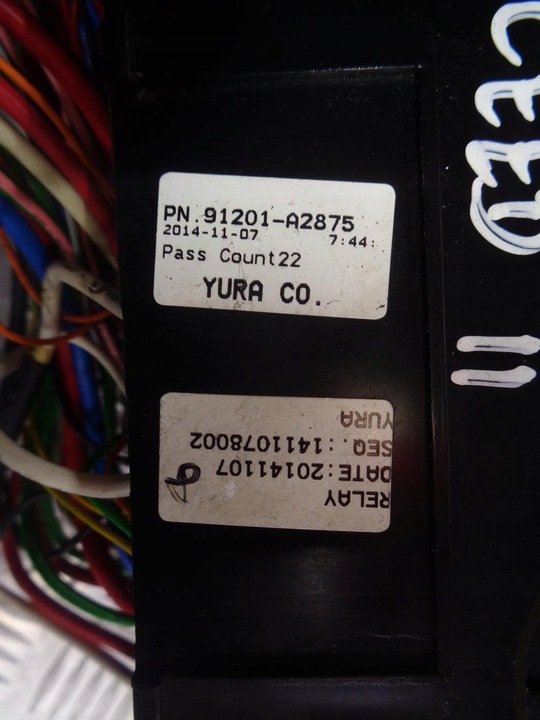 PN.91201-A2875
2014-11-07 7:44:
Pass Count22
YURA CO.
RELAY
DATE:20141107
SEQ.:1411078002
YURA
CEED
II